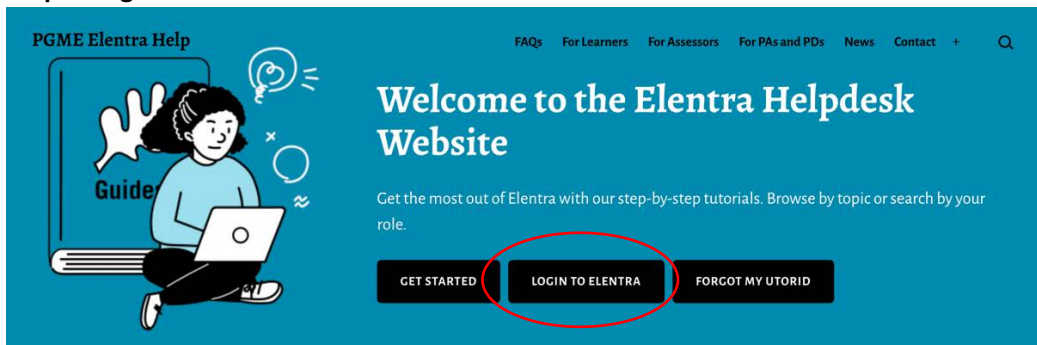 PGME Elentra Help
FAQs For Learners For Assessors For PAs and PDs News Contact +
Welcome to the Elentra Helpdesk
Website
Guide
Get the most out of Elentra with our step-by-step tutorials. Browse by topic or search by your
role.
GET STARTED
LOGIN TO ELENTRA
FORGOT MY UTORID